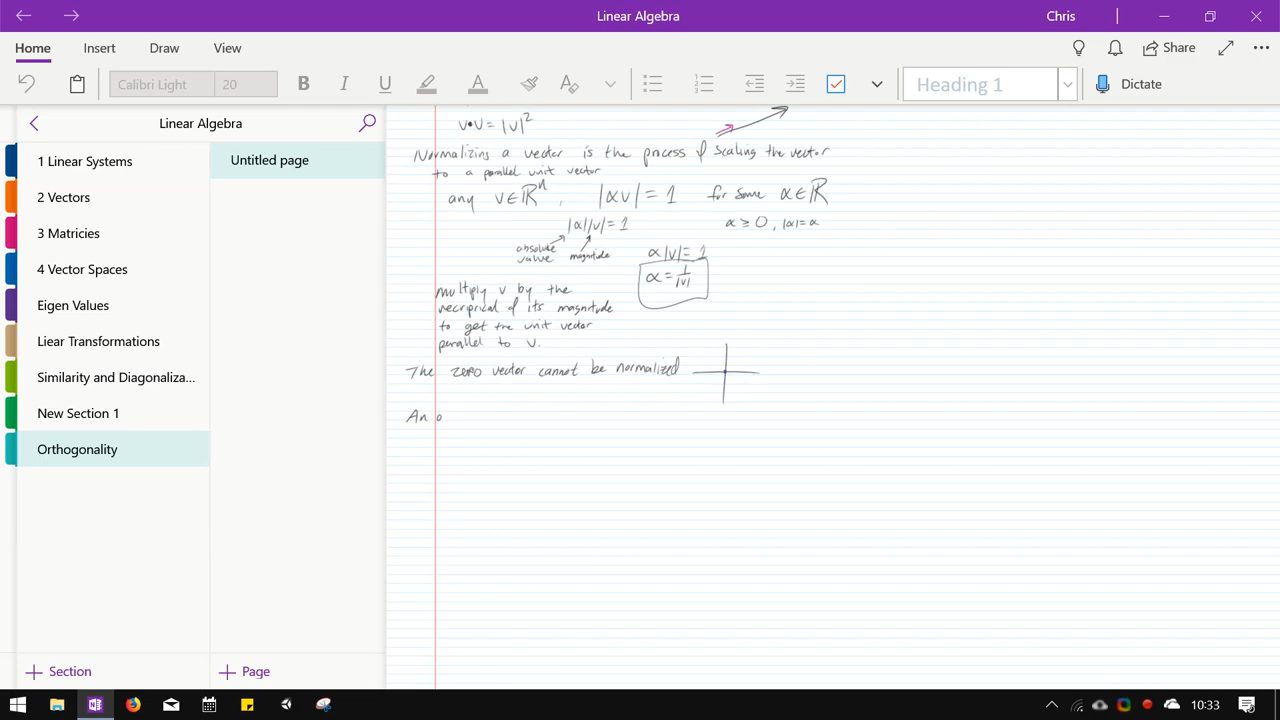 Linear Algebra
Chris
Home
Insert
Draw
View
Share
Calibri Light
20
B
I
U
A
Heading 1
Dictate
Linear Algebra
1 Linear Systems
2 Vectors
3 Matricies
4 Vector Spaces
Eigen Values
Liear Transformations
Similarity and Diagonaliza...
New Section 1
Orthogonality
Section
Untitled page
Page
v•v = |v|²
Normalizing a vector is the process of scaling the vector
to a parallel unit vector
any v∈ℝⁿ, |αv| = 1 for some α∈ℝ
|α||v| = 1 α ≥ 0, |α|=α
absolute
value
magnitude
α|v| = 1
α = 1/|v|
multply v by the
reciprical of its magnitude
to get the unit vector
parallel to v.
The zero vector cannot be normalized
An o
10:33